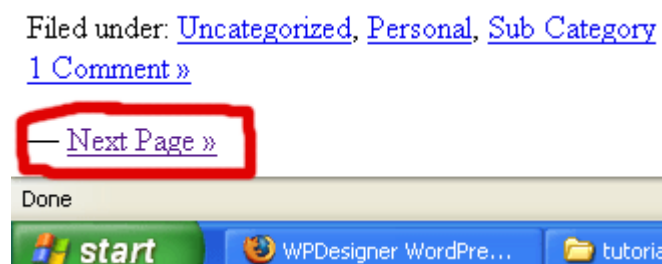 Filed under: Uncategorized, Personal, Sub Category
1 Comment »
— Next Page »
Done
start WPDesigner WordPre... tutoria